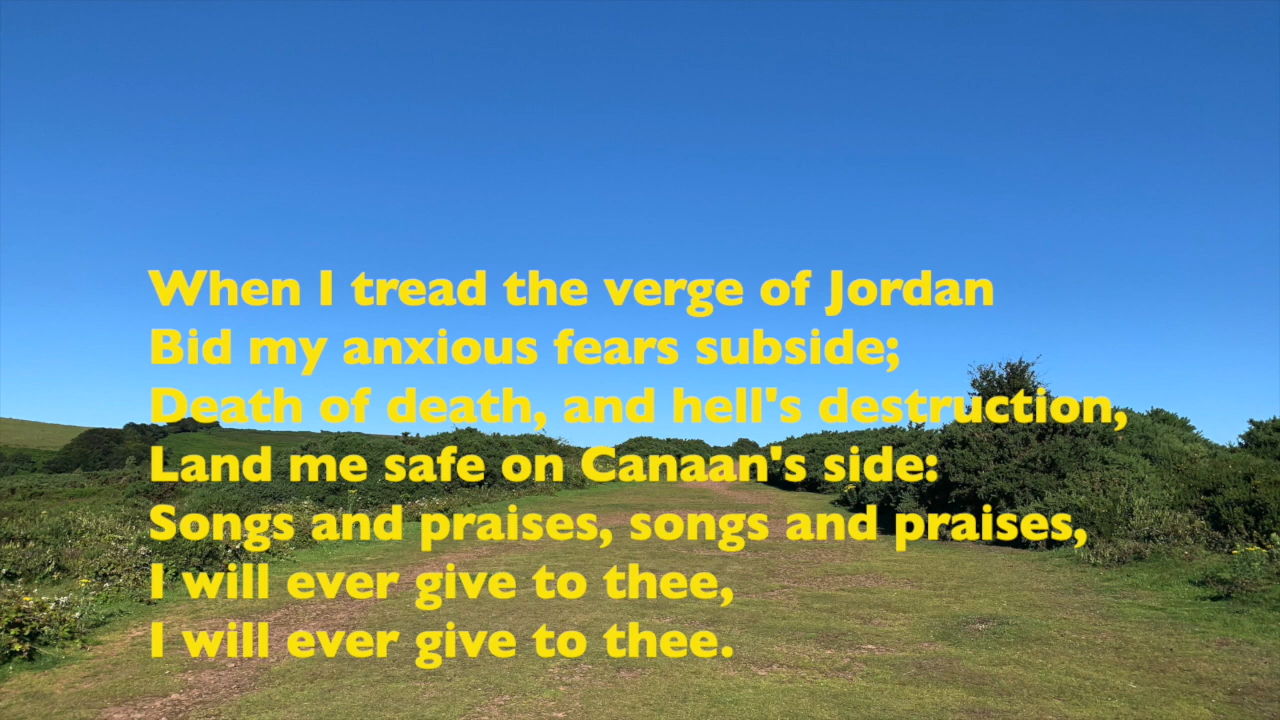 When I tread the verge of Jordan
Bid my anxious fears subside;
Death of death, and hell's destruction,
Land me safe on Canaan's side:
Songs and praises, songs and praises,
I will ever give to thee,
I will ever give to thee.